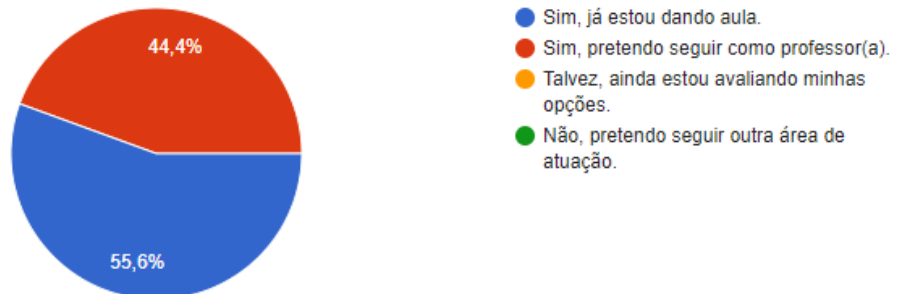 44,4%
55,6%
Sim, já estou dando aula.
Sim, pretendo seguir como professor(a).
Talvez, ainda estou avaliando minhas
opções.
Não, pretendo seguir outra área de
atuação.